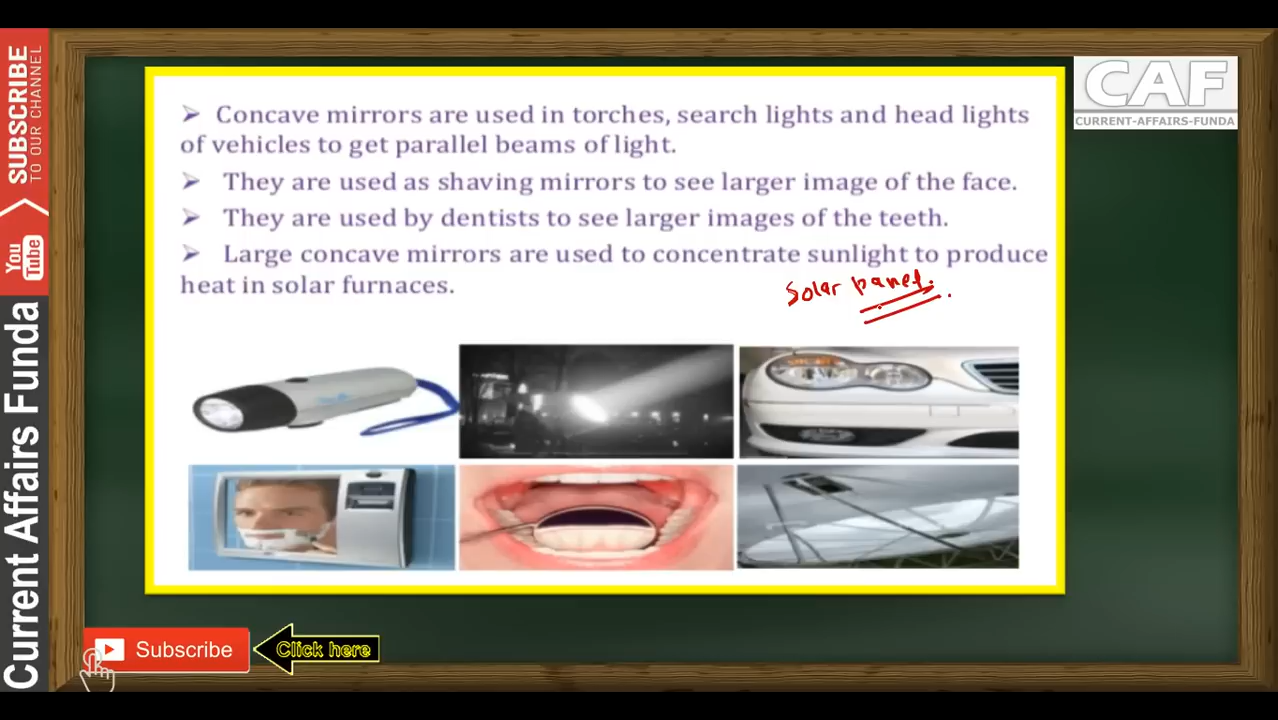 SUBSCRIBE
TO OUR CHANNEL
You
Tube
Current Affairs Funda
CAF
CURRENT-AFFAIRS-FUNDA
➢ Concave mirrors are used in torches, search lights and head lights
of vehicles to get parallel beams of light.
➢ They are used as shaving mirrors to see larger image of the face.
➢ They are used by dentists to see larger images of the teeth.
➢ Large concave mirrors are used to concentrate sunlight to produce
heat in solar furnaces.
Solar panel.
Subscribe
Click here